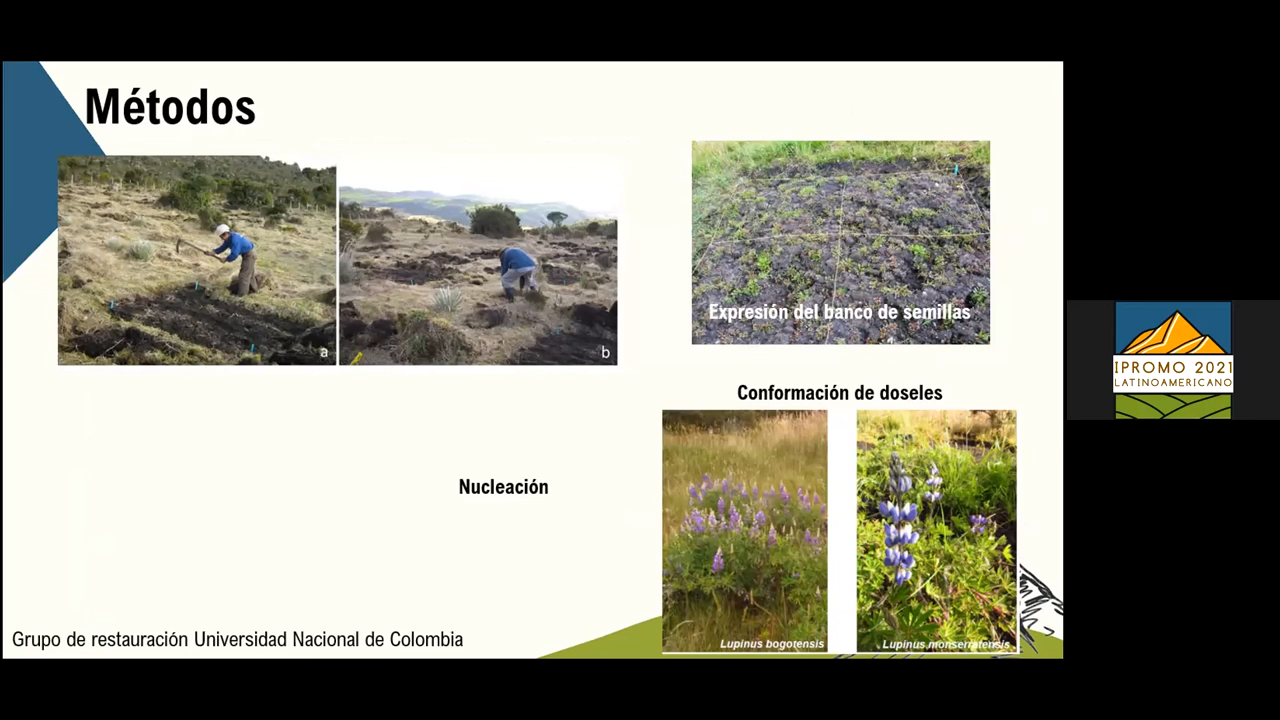 Métodos
a
b
Expresión del banco de semillas
Conformación de doseles
Nucleación
Lupinus bogotensis
Lupinus monserratensis
Grupo de restauración Universidad Nacional de Colombia
IPROMO 2021
LATINOAMERICANO